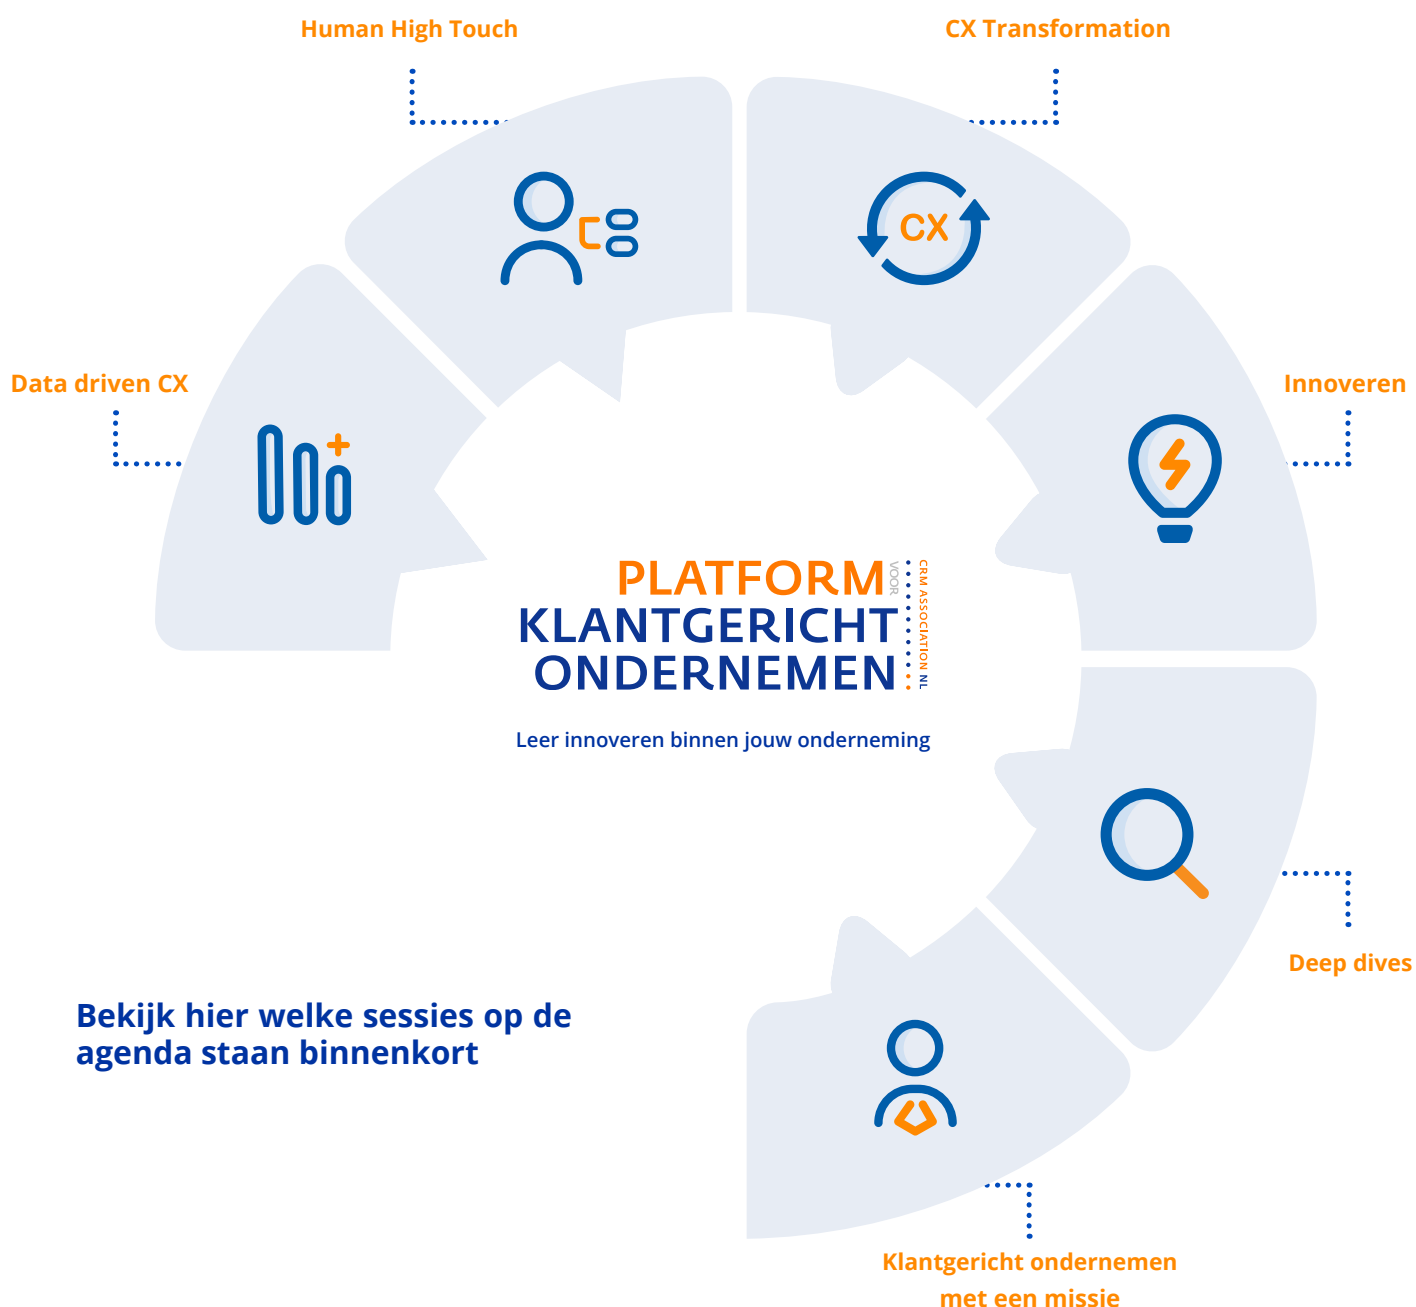 Human High Touch
CX Transformation
CX
Data driven CX
Innoveren
PLATFORM
VOOR
KLANTGERICHT
ONDERNEMEN
CRM ASSOCIATION NL
Leer innoveren binnen jouw onderneming
Deep dives
Bekijk hier welke sessies op de
agenda staan binnenkort
Klantgericht ondernemen
met een missie